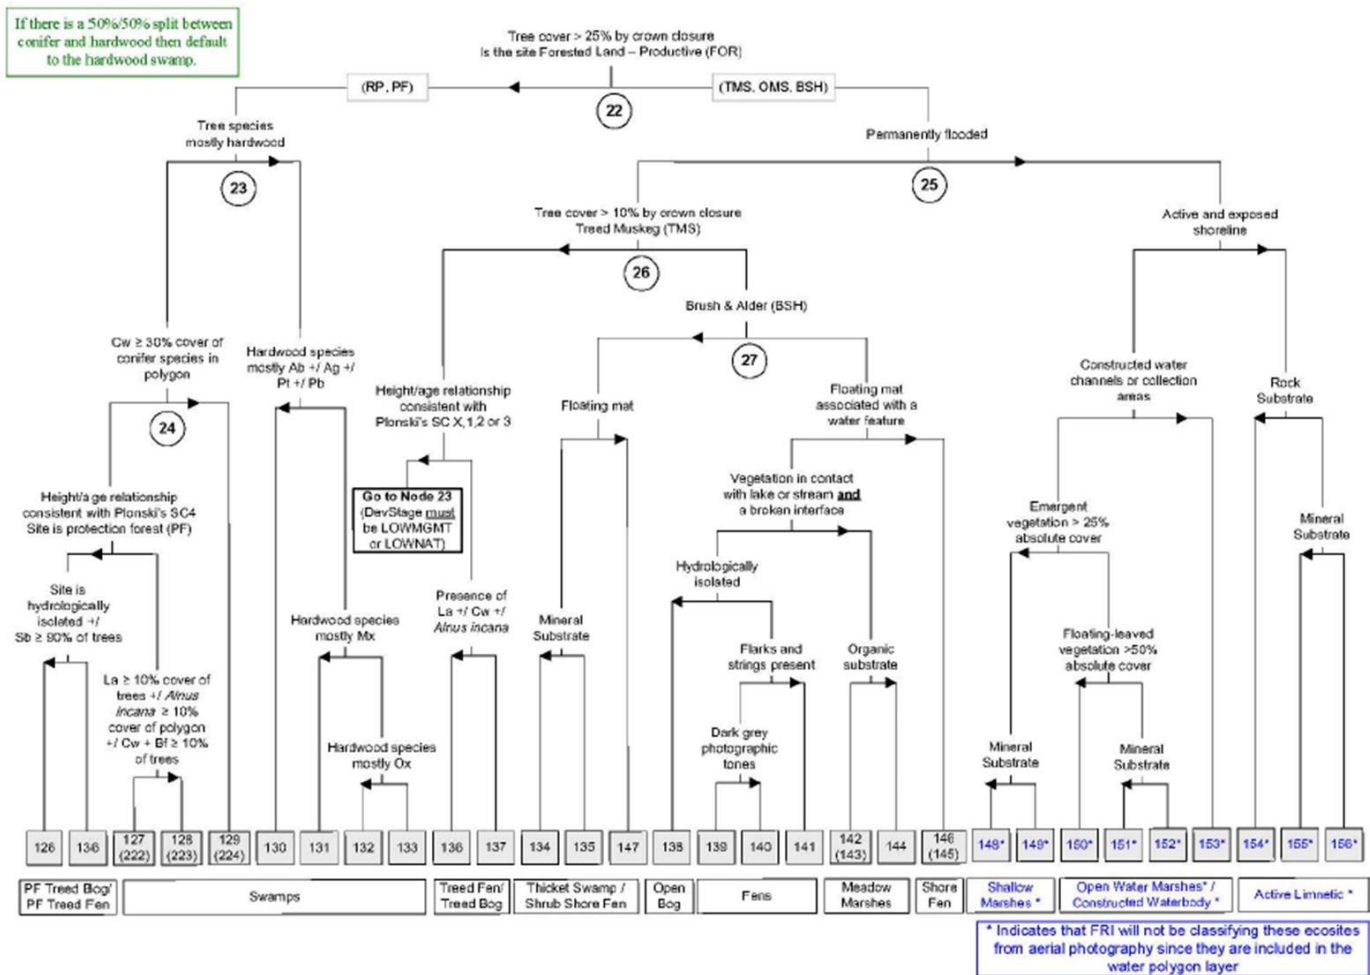 If there is a 50%/50% split between
conifer and hardwood then default
to the hardwood swamp.
Tree cover > 25% by crown closure
Is the site Forested Land – Productive (FOR)
(RP, PF)
(TMS, OMS, BSH)
22
Tree species
mostly hardwood
Permanently flooded
23
25
Tree cover > 10% by crown closure
Treed Muskeg (TMS)
Active and exposed
shoreline
26
Brush & Alder (BSH)
27
Cw ≥ 30% cover of
conifer species in
polygon
Hardwood species
mostly Ab +/ Ag +/
Pt +/ Pb
Height/age relationship
consistent with
Plonski's SC X,1,2 or 3
Floating mat
Floating mat
associated with a
water feature
Constructed water
channels or collection
areas
Rock
Substrate
24
Height/age relationship
consistent with Plonski's SC4
Site is protection forest (PF)
Go to Node 23
(DevStage must
be LOWMGMT
or LOWNAT)
Vegetation in contact
with lake or stream and
a broken interface
Emergent
vegetation > 25%
absolute cover
Mineral
Substrate
Site is
hydrologically
isolated +/
Sb ≥ 90% of trees
Hardwood species
mostly Mx
Presence of
La +/ Cw +/
Alnus incana
Mineral
Substrate
Hydrologically
isolated
Flarks and
strings present
Organic
substrate
Floating-leaved
vegetation >50%
absolute cover
La ≥ 10% cover of
trees +/ Alnus
incana ≥ 10%
cover of polygon
+/ Cw + Bf ≥ 10%
of trees
Hardwood species
mostly Ox
Dark grey
photographic
tones
Mineral
Substrate
Mineral
Substrate
126
136
127
(222)
128
(223)
129
(224)
130
131
132
133
136
137
134
135
147
138
139
140
141
142
(143)
144
146
(145)
148*
149*
150*
151*
152*
153*
154*
155*
156*
PF Treed Bog/
PF Treed Fen
Swamps
Treed Fen/
Treed Bog
Thicket Swamp /
Shrub Shore Fen
Open
Bog
Fens
Meadow
Marshes
Shore
Fen
Shallow
Marshes *
Open Water Marshes* /
Constructed Waterbody *
Active Limnetic *
* Indicates that FRI will not be classifying these ecosites
from aerial photography since they are included in the
water polygon layer